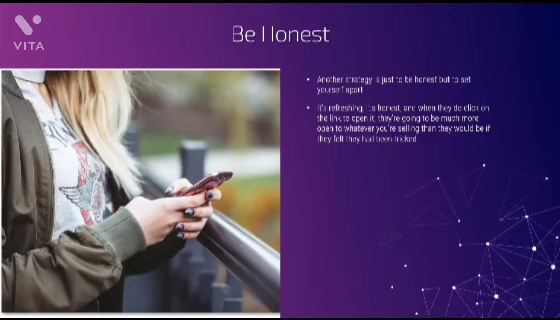 VITA
Be Honest
Another strategy is just to be honest but to set
yourself apart
It's refreshing, it's honest, and when they do click on
the link to open it, they're going to be much more
open to whatever you're selling than they would be if
they felt they had been tricked